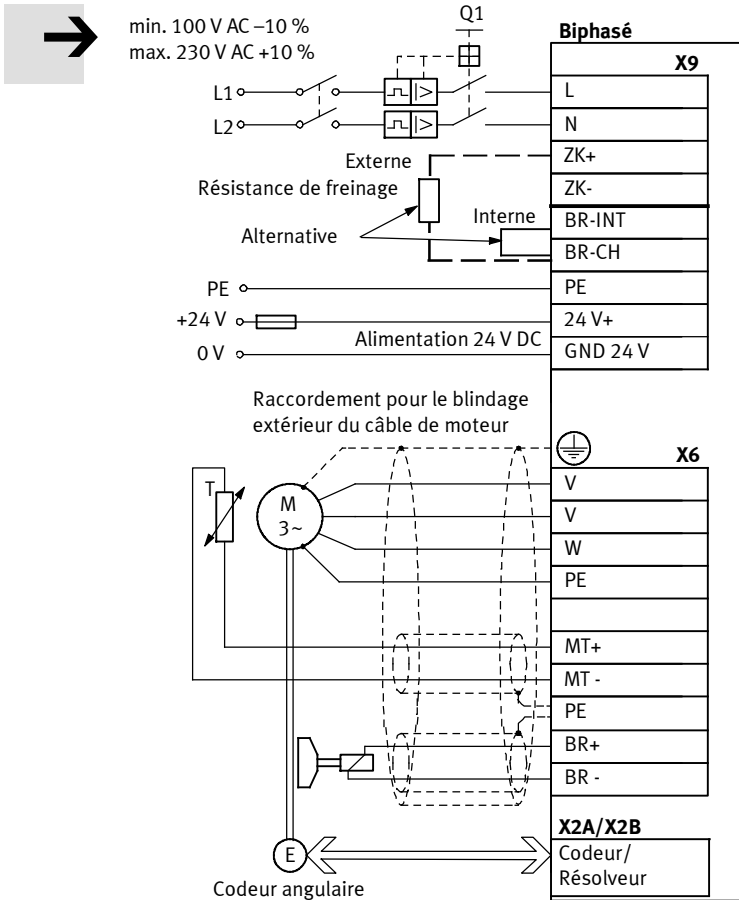 min. 100 V AC –10 %
max. 230 V AC +10 %
Q1
Biphasé
X9
L1
L
L2
N
Externe
ZK+
Résistance de freinage
ZK-
Interne
BR-INT
Alternative
BR-CH
PE
PE
+24 V
24 V+
Alimentation 24 V DC
0 V
GND 24 V
Raccordement pour le blindage
extérieur du câble de moteur
X6
T
M
3~
V
V
W
PE
MT+
MT -
PE
BR+
BR -
X2A/X2B
E
Codeur/
Résolveur
Codeur angulaire